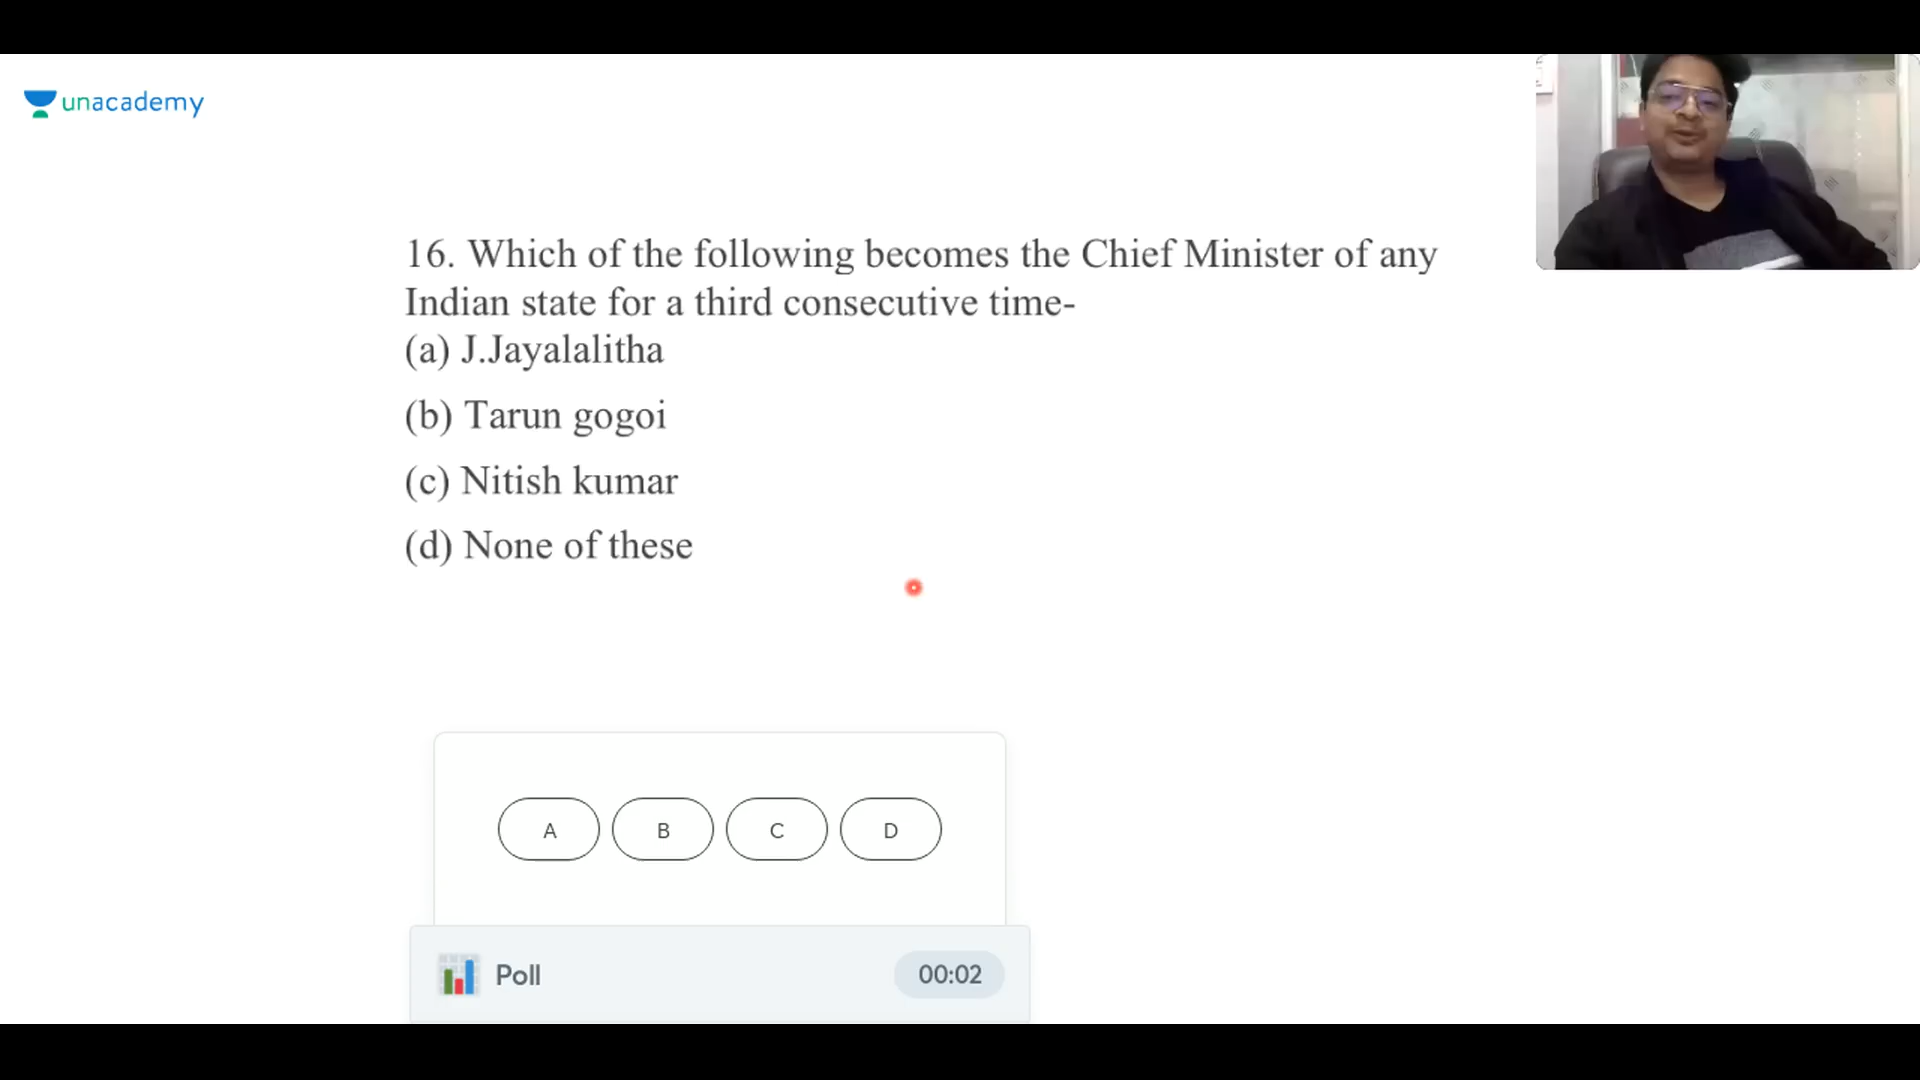 unacademy
16. Which of the following becomes the Chief Minister of any
Indian state for a third consecutive time-
(a) J.Jayalalitha
(b) Tarun gogoi
(c) Nitish kumar
(d) None of these
A B C D
Poll 00:02